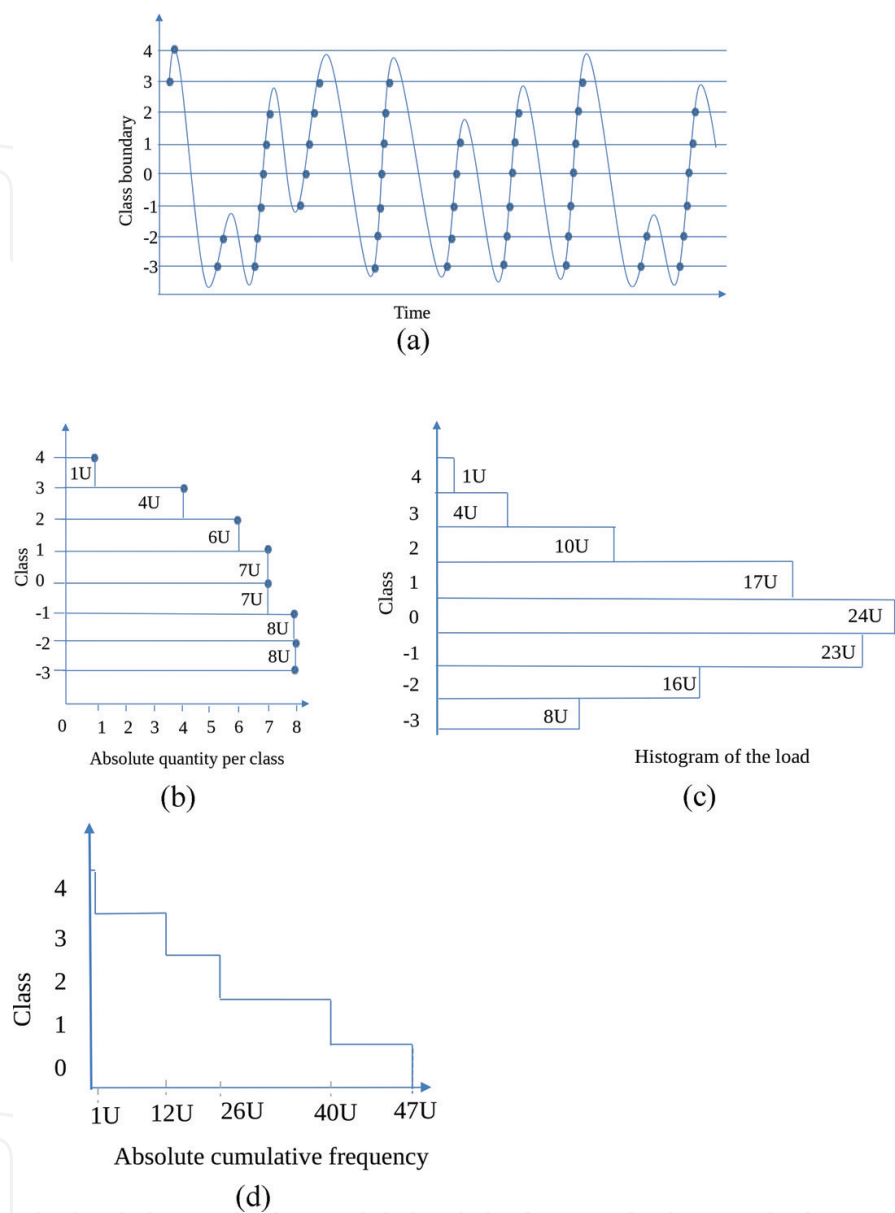 4
3
2
1
0
-1
-2
-3
Class boundary
Time
(a)
4
3
2
1
0
-1
-2
-3
Class
1U
4U
6U
7U
7U
8U
8U
0 1 2 3 4 5 6 7 8
Absolute quantity per class
(b)
4
3
2
1
0
-1
-2
-3
Class
1U
4U
10U
17U
24U
23U
16U
8U
Histogram of the load
(c)
4
3
2
1
0
Class
1U 12U 26U 40U 47U
Absolute cumulative frequency
(d)